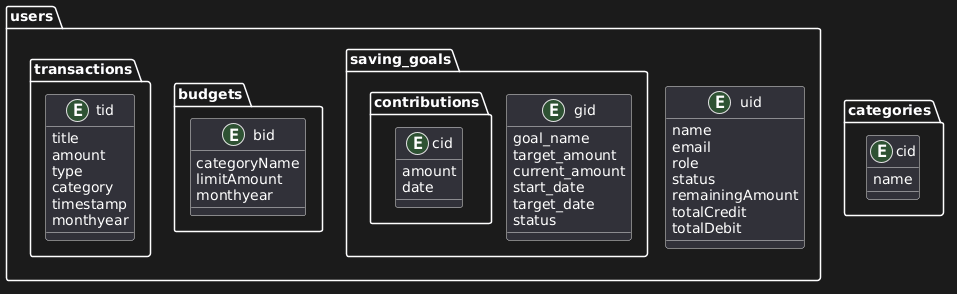 users
transactions
E tid
title
amount
type
category
timestamp
monthyear
budgets
E bid
categoryName
limitAmount
monthyear
saving_goals
contributions
E cid
amount
date
E gid
goal_name
target_amount
current_amount
start_date
target_date
status
E uid
name
email
role
status
remainingAmount
totalCredit
totalDebit
categories
E cid
name